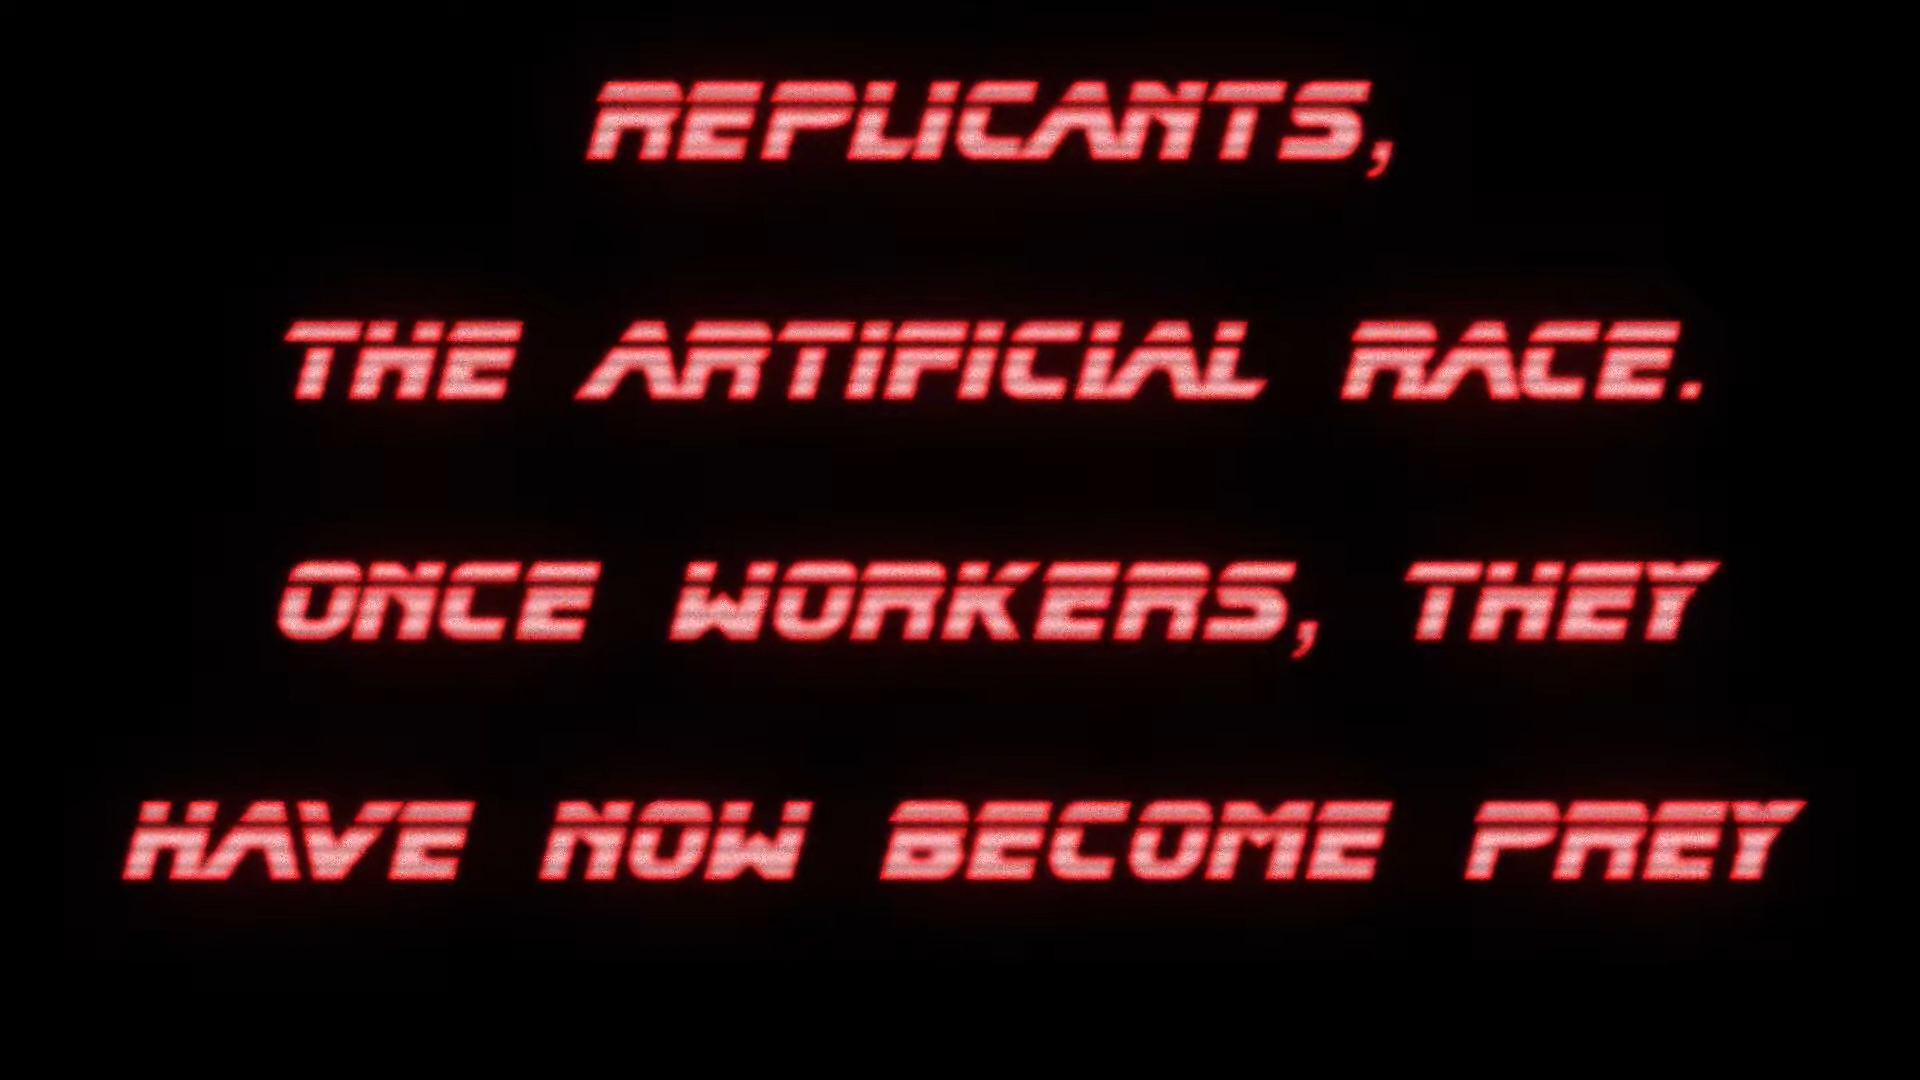 REPLICANTS,
THE ARTIFICIAL RACE.
ONCE WORKERS, THEY
HAVE NOW BECOME PREY